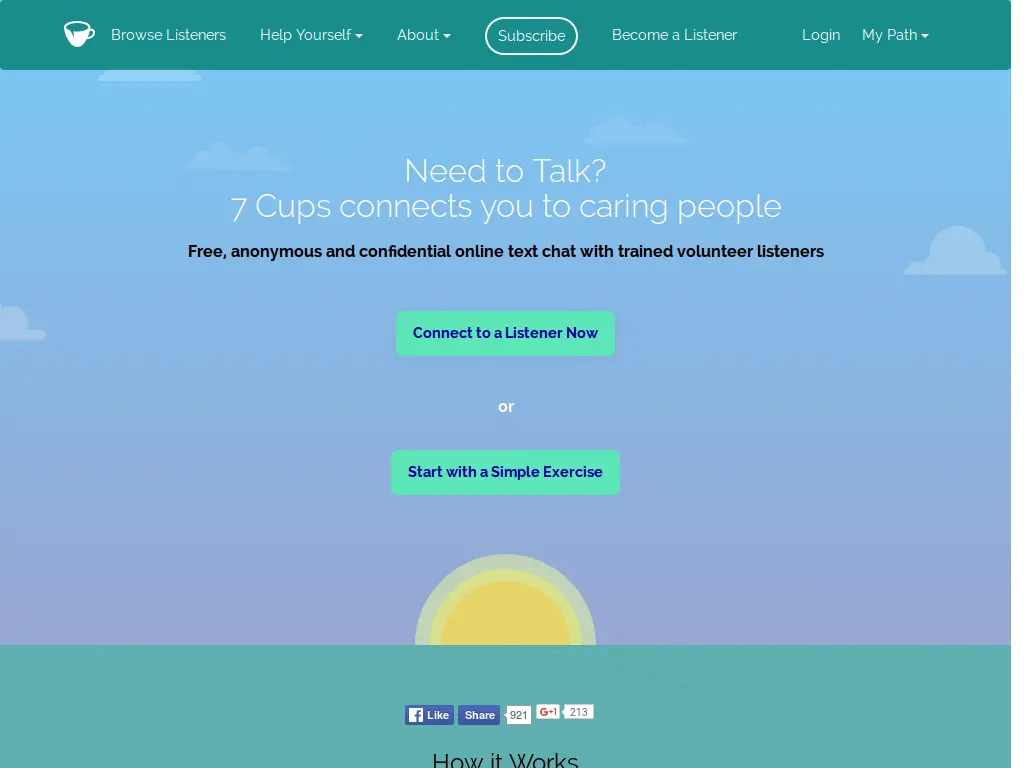 Browse Listeners Help Yourself About Subscribe Become a Listener Login My Path
Need to Talk?
7 Cups connects you to caring people
Free, anonymous and confidential online text chat with trained volunteer listeners
Connect to a Listener Now
or
Start with a Simple Exercise
Like Share 921 G+1 213
How it Works